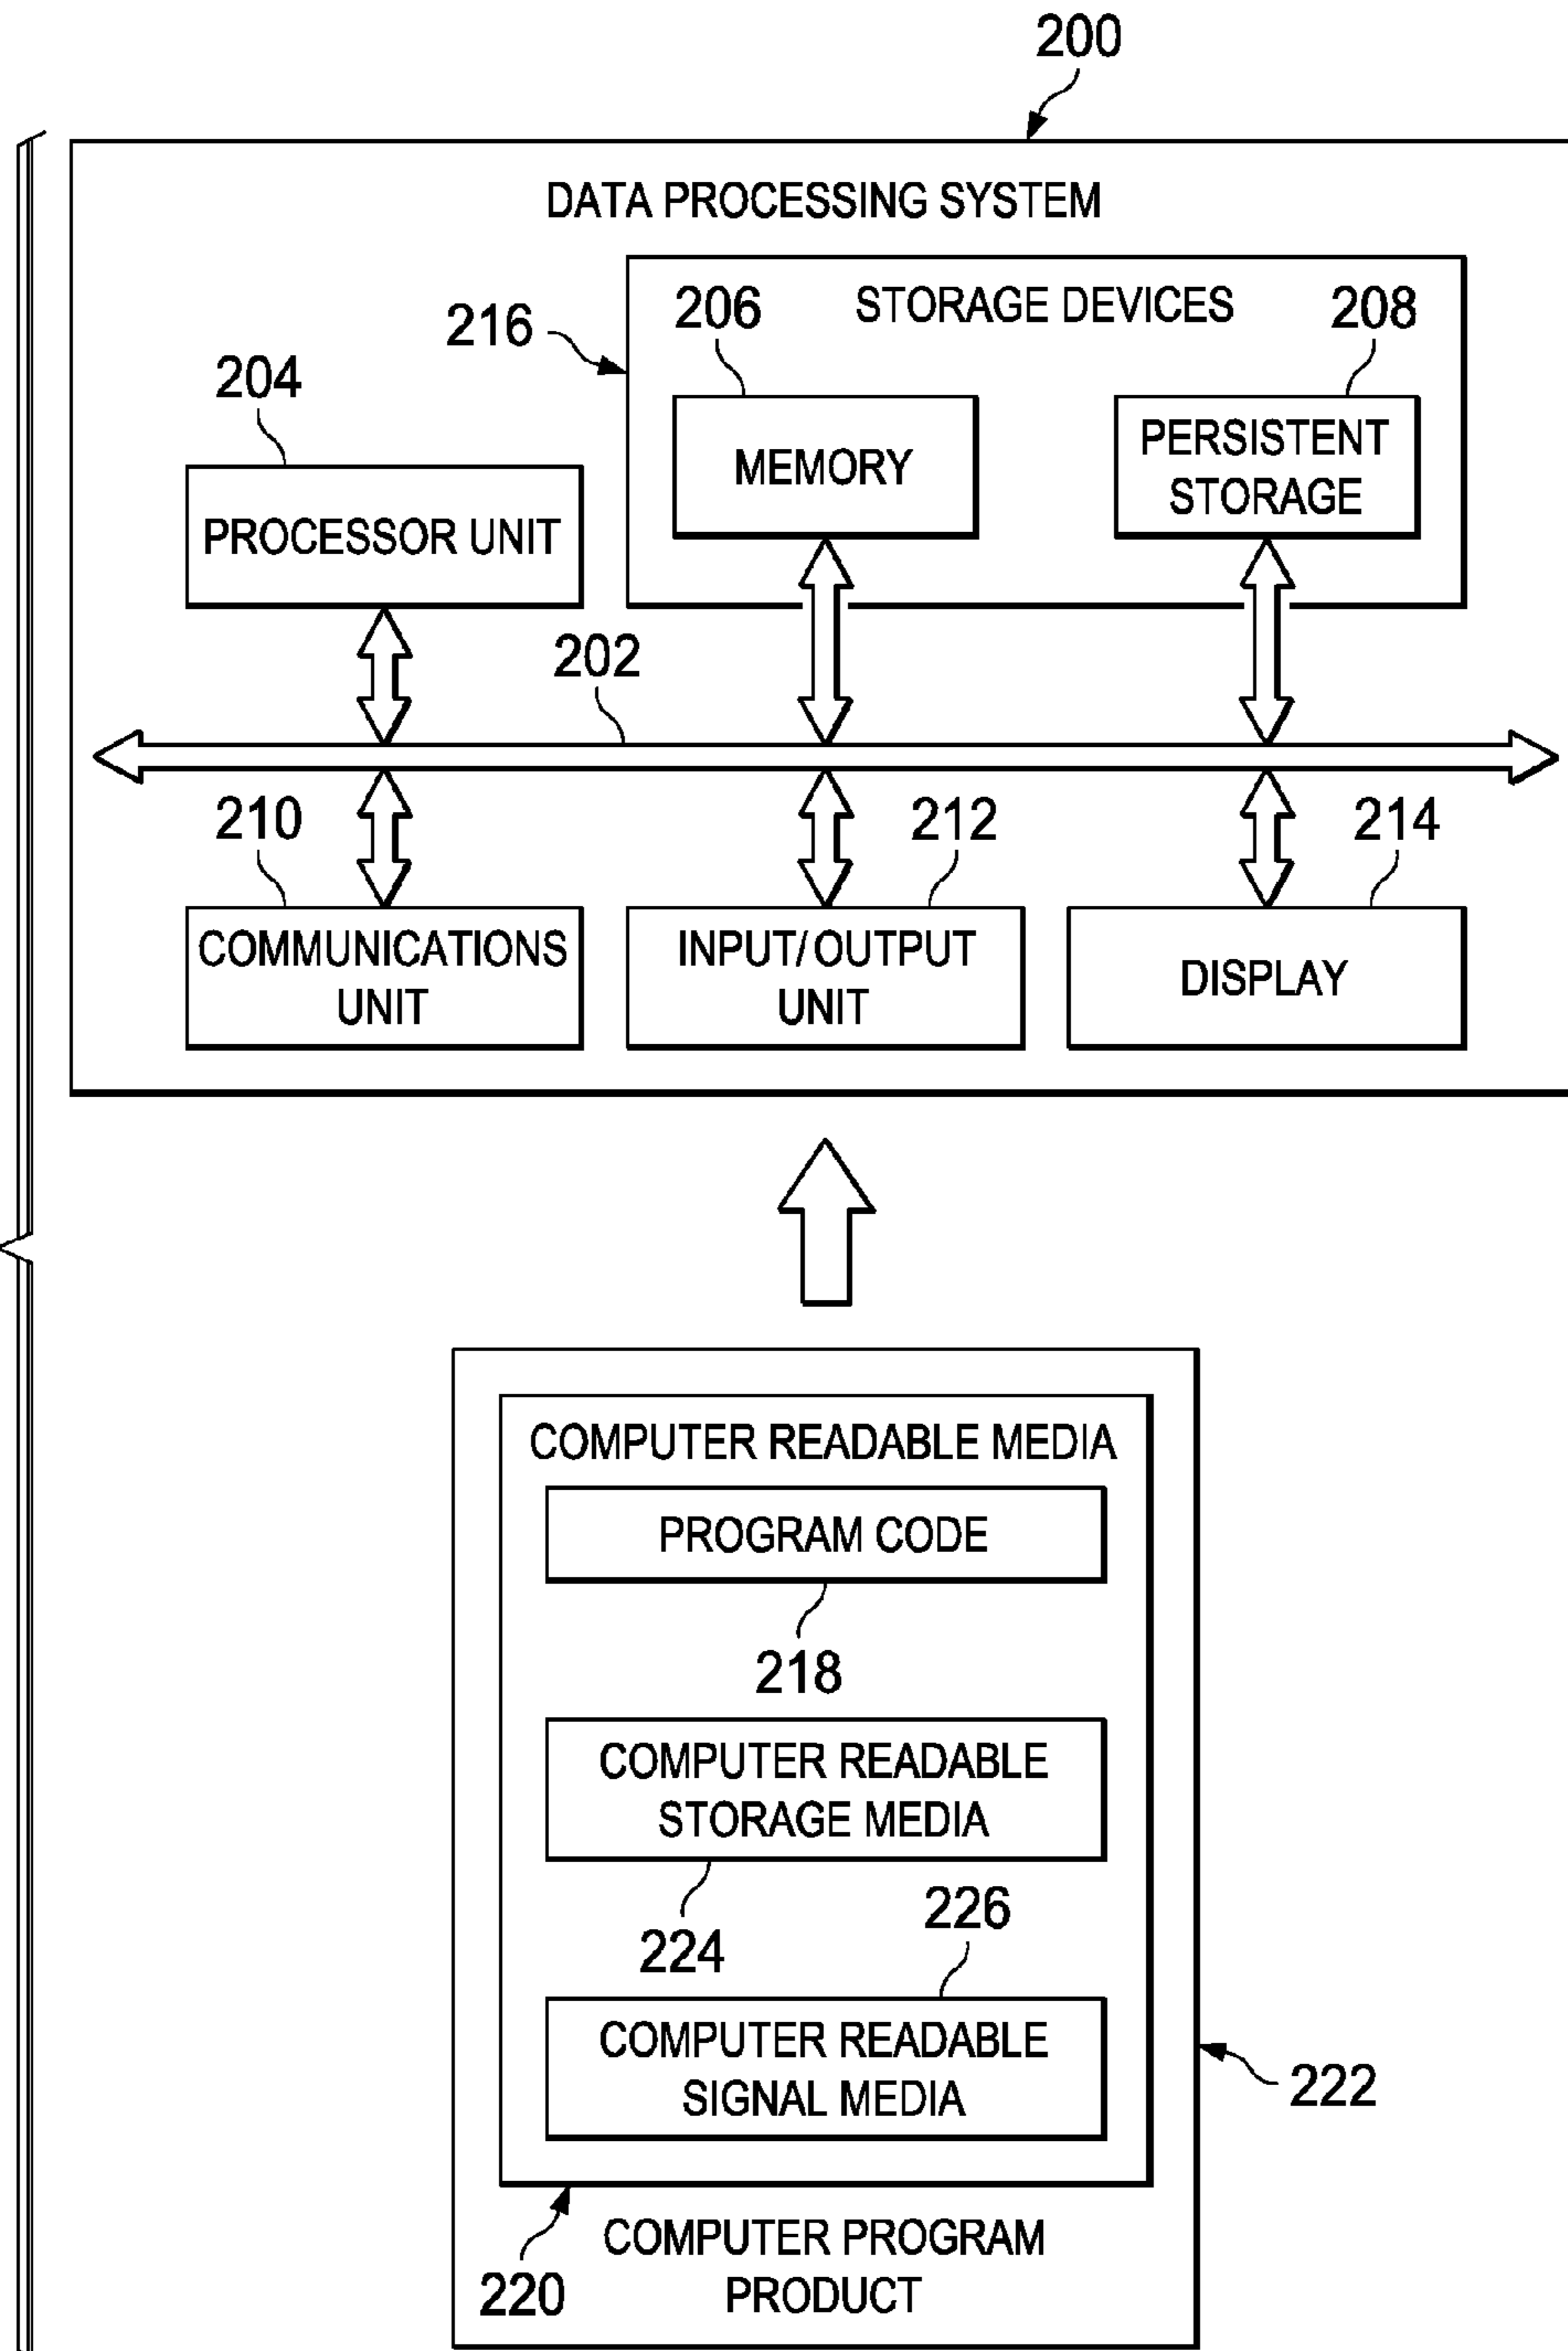 200
DATA PROCESSING SYSTEM
206
STORAGE DEVICES
208
216
204
MEMORY
PERSISTENT
STORAGE
PROCESSOR UNIT
202
210
212
214
COMMUNICATIONS
UNIT
INPUT/OUTPUT
UNIT
DISPLAY
COMPUTER READABLE MEDIA
PROGRAM CODE
218
COMPUTER READABLE
STORAGE MEDIA
224
226
COMPUTER READABLE
SIGNAL MEDIA
222
220
COMPUTER PROGRAM
PRODUCT